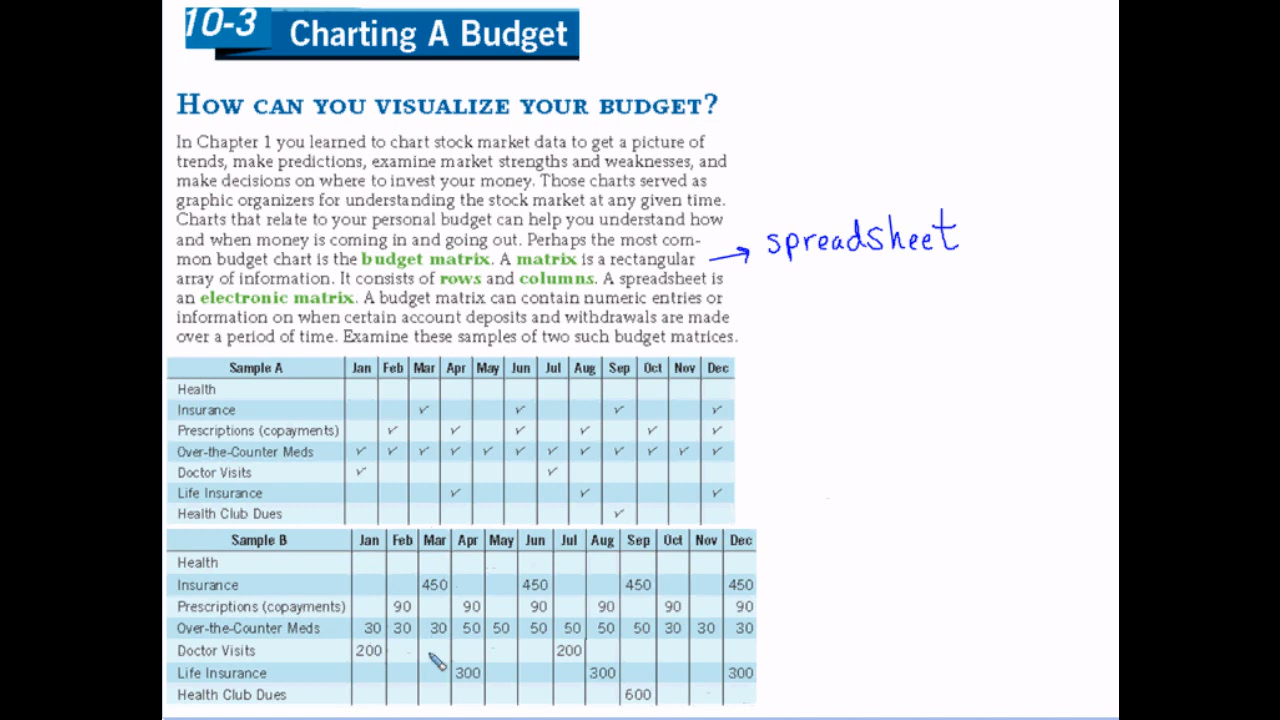 10-3 Charting A Budget
HOW CAN YOU VISUALIZE YOUR BUDGET?
In Chapter 1 you learned to chart stock market data to get a picture of
trends, make predictions, examine market strengths and weaknesses, and
make decisions on where to invest your money. Those charts served as
graphic organizers for understanding the stock market at any given time.
Charts that relate to your personal budget can help you understand how
and when money is coming in and going out. Perhaps the most com-
mon budget chart is the budget matrix. A matrix is a rectangular
array of information. It consists of rows and columns. A spreadsheet is
an electronic matrix. A budget matrix can contain numeric entries or
information on when certain account deposits and withdrawals are made
over a period of time. Examine these samples of two such budget matrices.
→ spreadsheet
Sample A Jan Feb Mar Apr May Jun Jul Aug Sep Oct Nov Dec
Health
Insurance ✓ ✓ ✓ ✓
Prescriptions (copayments) ✓ ✓ ✓ ✓ ✓ ✓
Over-the-Counter Meds ✓ ✓ ✓ ✓ ✓ ✓ ✓ ✓ ✓ ✓ ✓ ✓
Doctor Visits ✓ ✓
Life Insurance ✓ ✓ ✓
Health Club Dues ✓
Sample B Jan Feb Mar Apr May Jun Jul Aug Sep Oct Nov Dec
Health
Insurance 450 450 450 450
Prescriptions (copayments) 90 90 90 90 90 90
Over-the-Counter Meds 30 30 30 50 50 50 50 50 50 30 30 30
Doctor Visits 200 200
Life Insurance 300 300 300
Health Club Dues 600